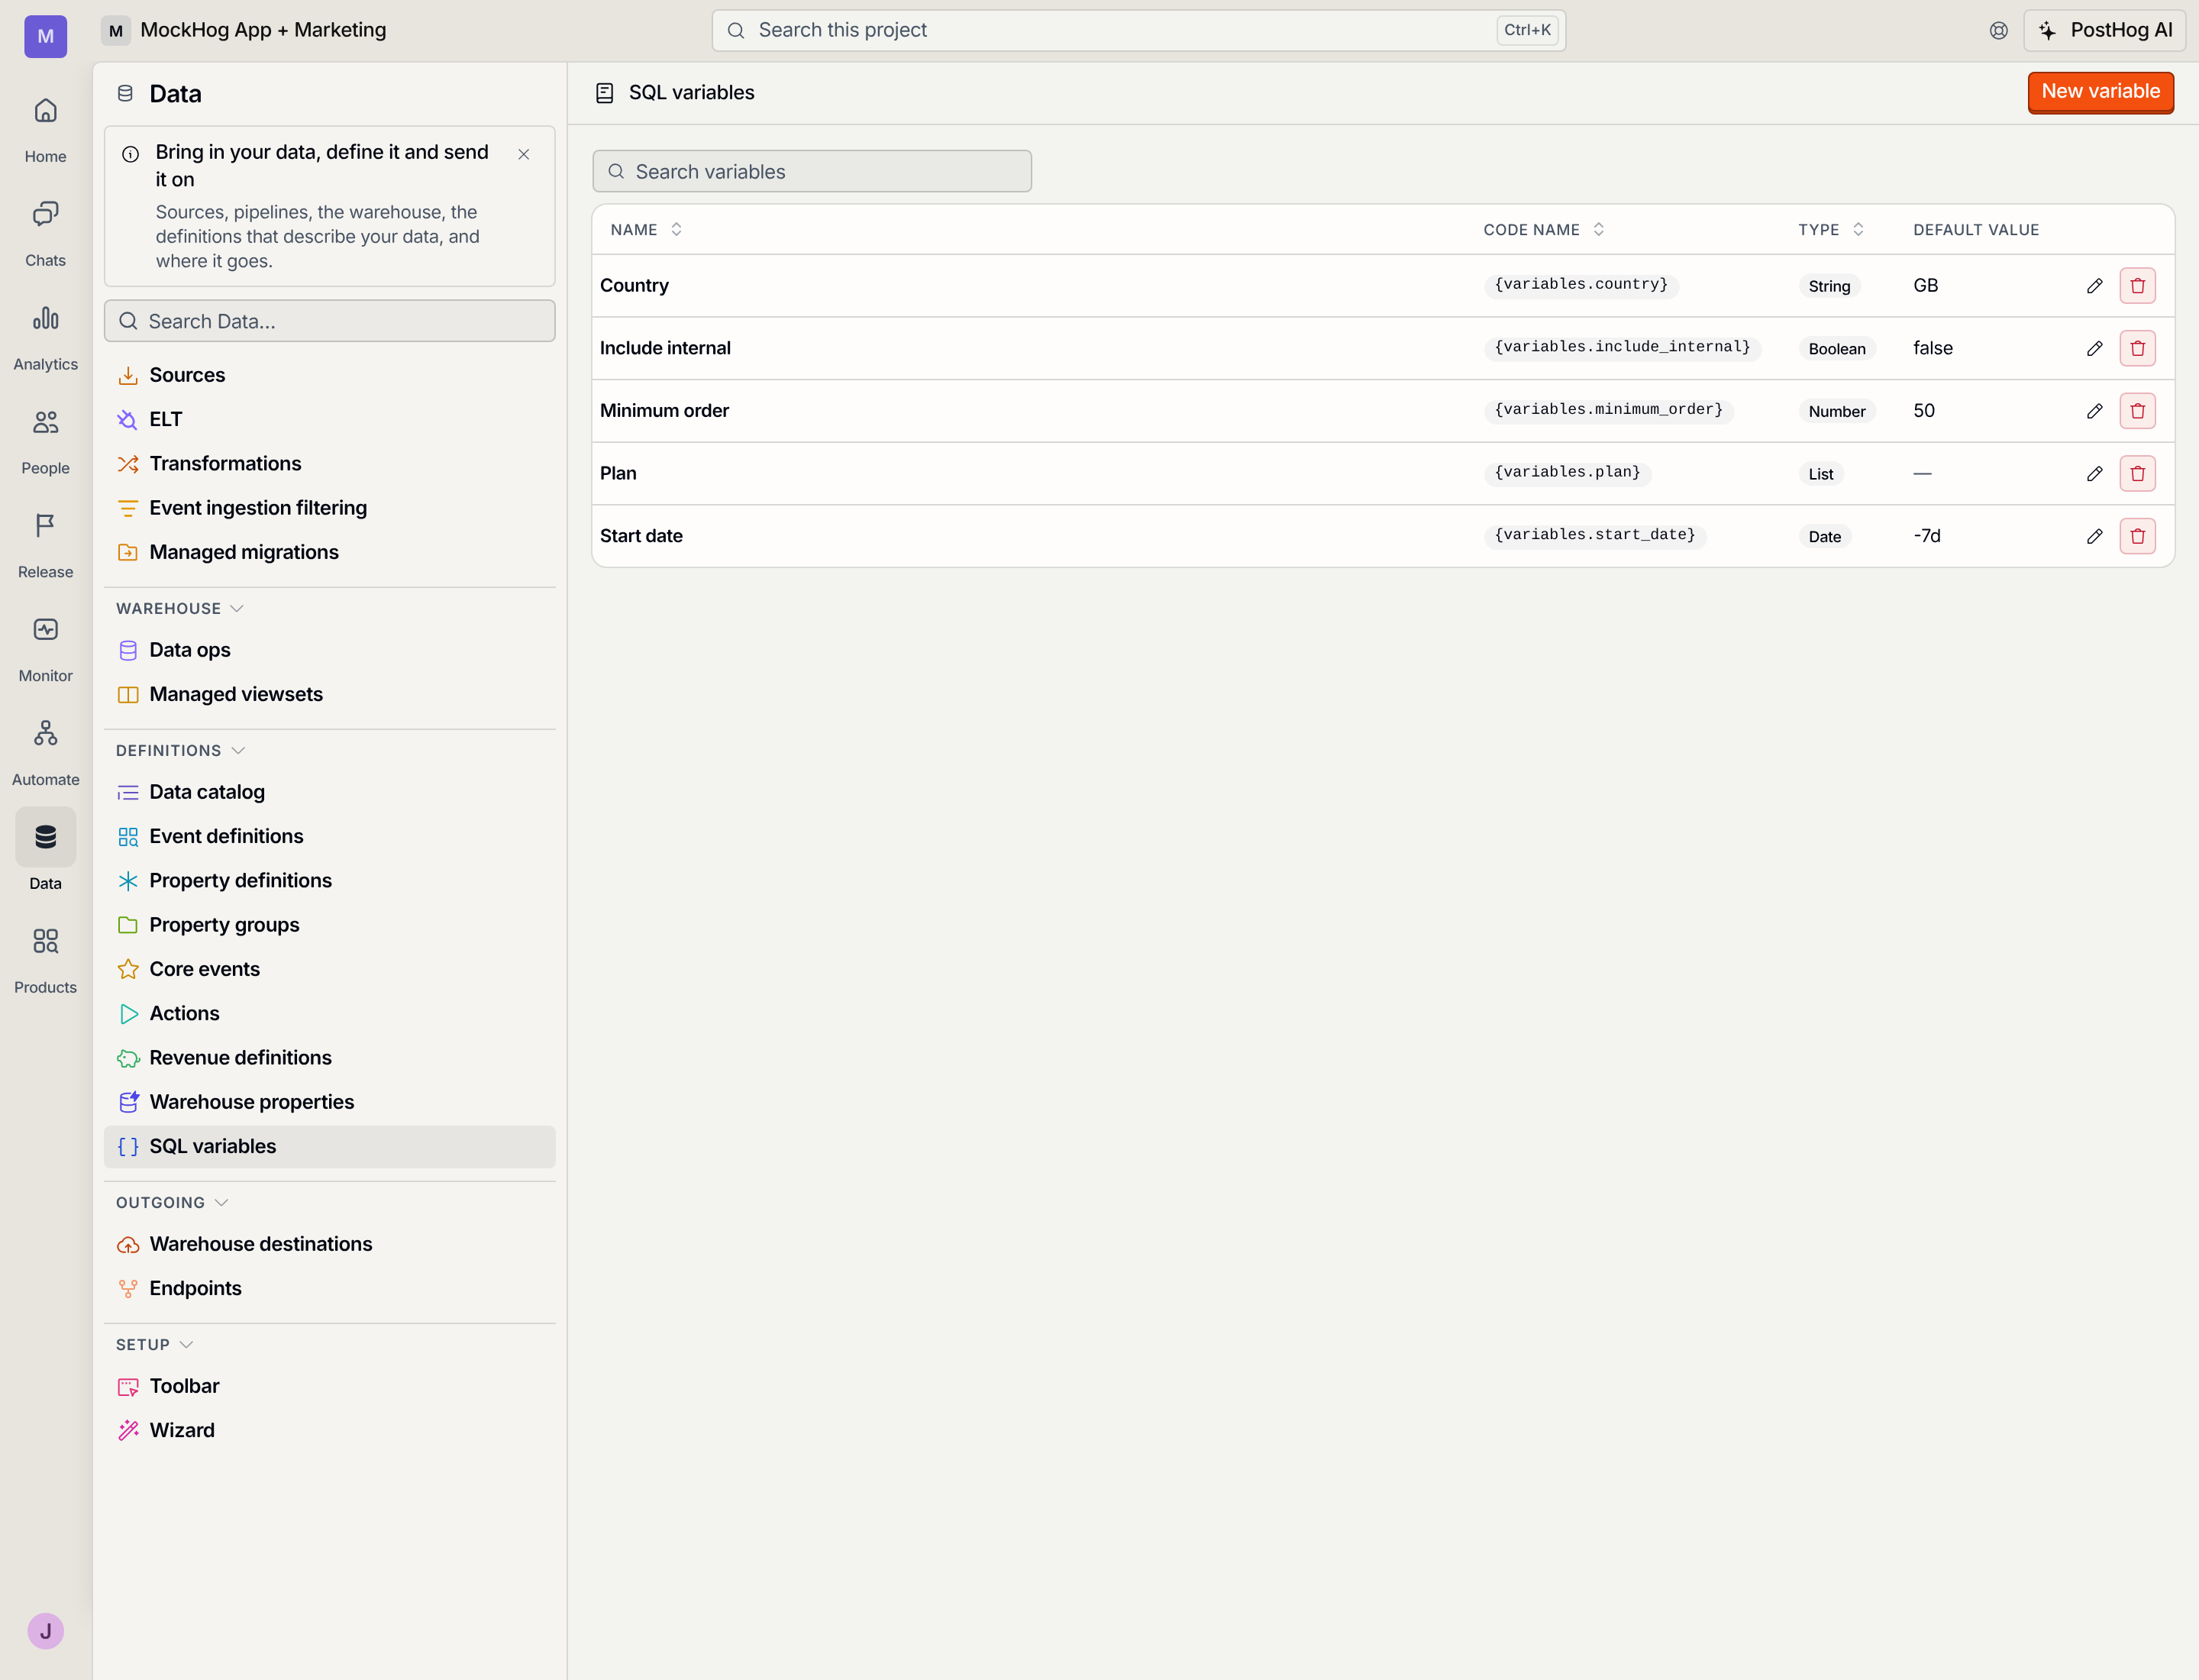 M
M MockHog App + Marketing
Search this project
Ctrl+K
PostHog AI
Home
Chats
Analytics
People
Release
Monitor
Automate
Data
Products
J
Data
Bring in your data, define it and send
it on
Sources, pipelines, the warehouse, the
definitions that describe your data, and
where it goes.
Search Data...
Sources
ELT
Transformations
Event ingestion filtering
Managed migrations
WAREHOUSE
Data ops
Managed viewsets
DEFINITIONS
Data catalog
Event definitions
Property definitions
Property groups
Core events
Actions
Revenue definitions
Warehouse properties
SQL variables
OUTGOING
Warehouse destinations
Endpoints
SETUP
Toolbar
Wizard
SQL variables
New variable
Search variables
NAME CODE NAME TYPE DEFAULT VALUE
Country {variables.country} String GB
Include internal {variables.include_internal} Boolean false
Minimum order {variables.minimum_order} Number 50
Plan {variables.plan} List —
Start date {variables.start_date} Date -7d